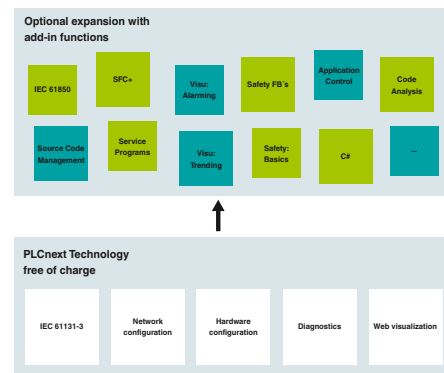 Optional expansion with
add-in functions
IEC 61850
SFC+
Visu:
Alarming
Safety FB´s
Application
Control
Code
Analysis
Source Code
Management
Service
Programs
Visu:
Trending
Safety:
Basics
C#
...
PLCnext Technology
free of charge
IEC 61131-3
Network
configuration
Hardware
configuration
Diagnostics
Web visualization